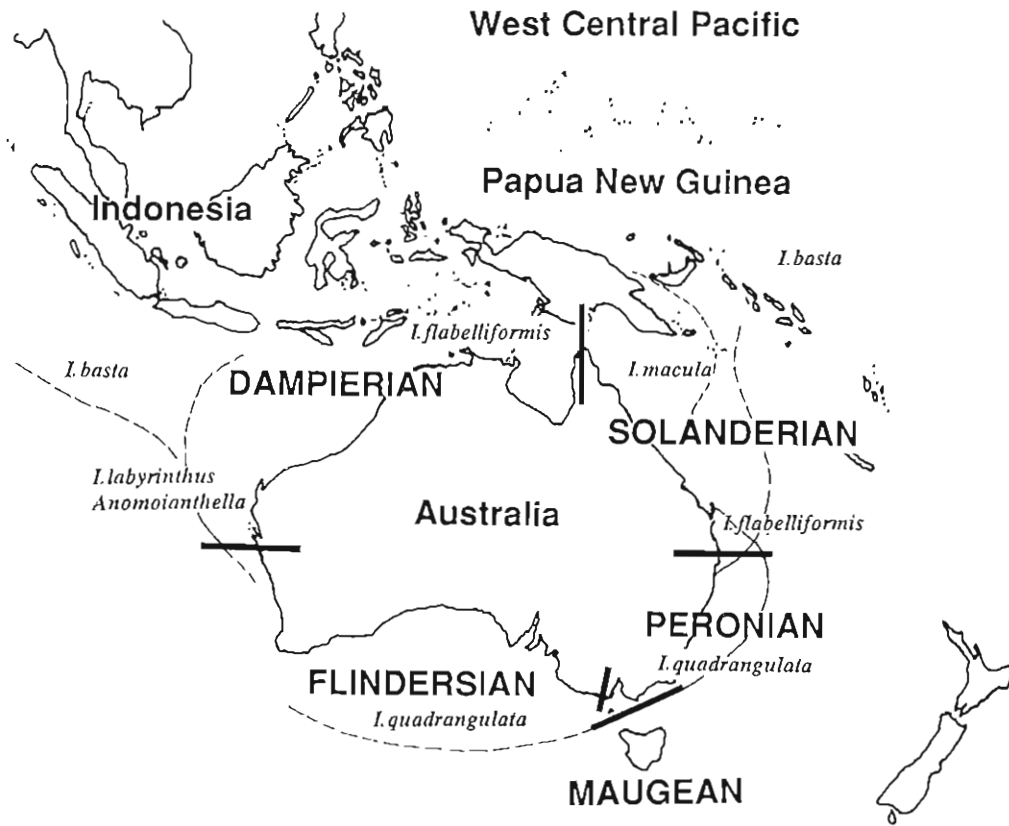 West Central Pacific
Papua New Guinea
Indonesia
I.basta
I.flabelliformis
I.basta
I.macula
DAMPIERIAN
SOLANDERIAN
I.labyrinthus
Anomoianthella
Australia
I.flabelliformis
PERONIAN
I.quadrangulata
FLINDERSIAN
I.quadrangulata
MAUGEAN